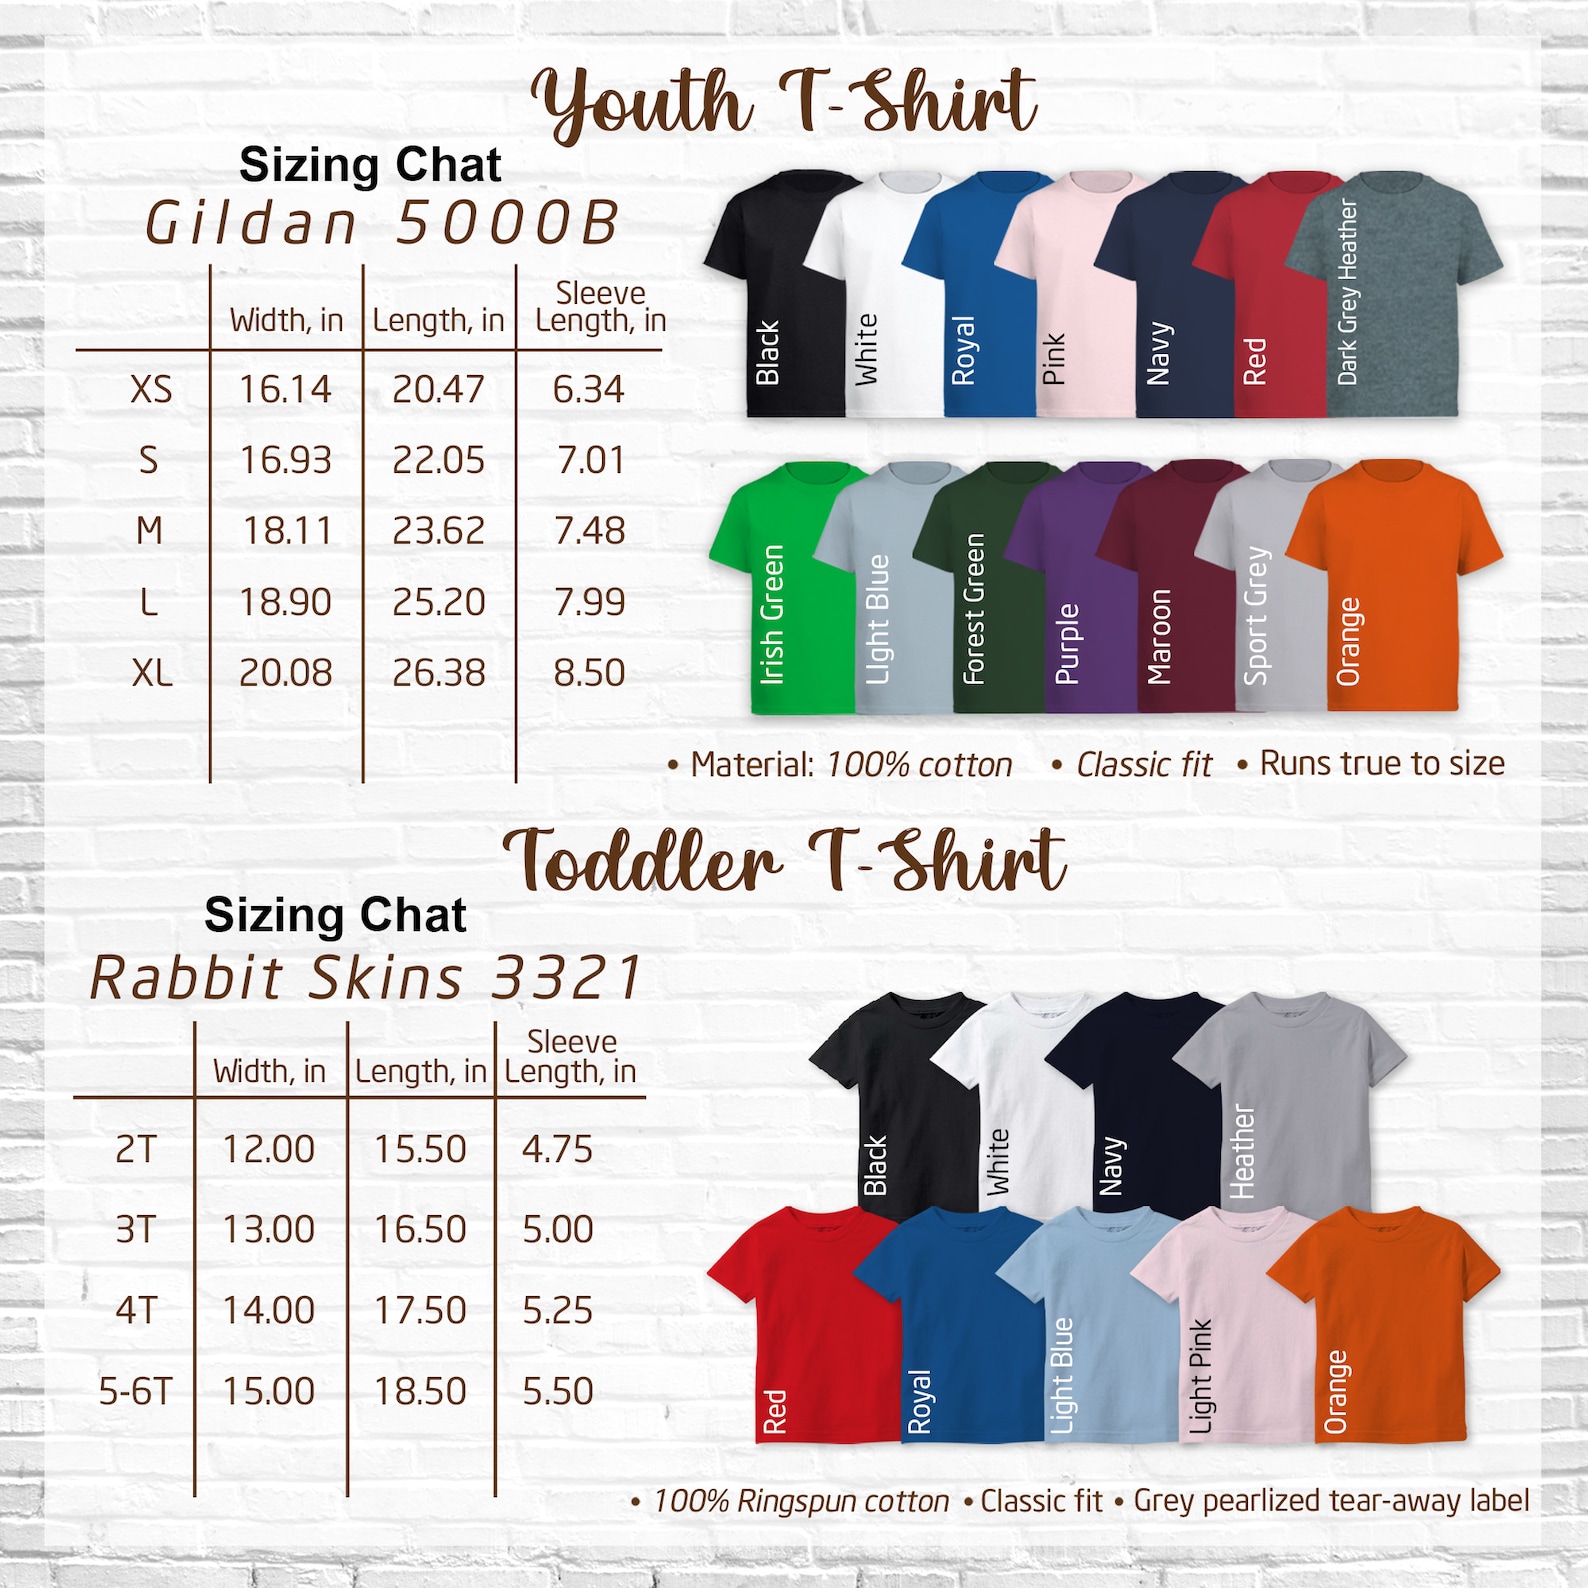 Youth T-Shirt
Sizing Chat
Gildan 5000B
Width, in Length, in Sleeve Length, in
XS 16.14 20.47 6.34
S 16.93 22.05 7.01
M 18.11 23.62 7.48
L 18.90 25.20 7.99
XL 20.08 26.38 8.50
Black
White
Royal
Pink
Navy
Red
Dark Grey Heather
Irish Green
LIght Blue
Forest Green
Purple
Maroon
Sport Grey
Orange
• Material: 100% cotton • Classic fit • Runs true to size
Toddler T-Shirt
Sizing Chat
Rabbit Skins 3321
Width, in Length, in Sleeve Length, in
2T 12.00 15.50 4.75
3T 13.00 16.50 5.00
4T 14.00 17.50 5.25
5-6T 15.00 18.50 5.50
Black
White
Navy
Heather
Red
Royal
Light Blue
Light Pink
Orange
• 100% Ringspun cotton • Classic fit • Grey pearlized tear-away label